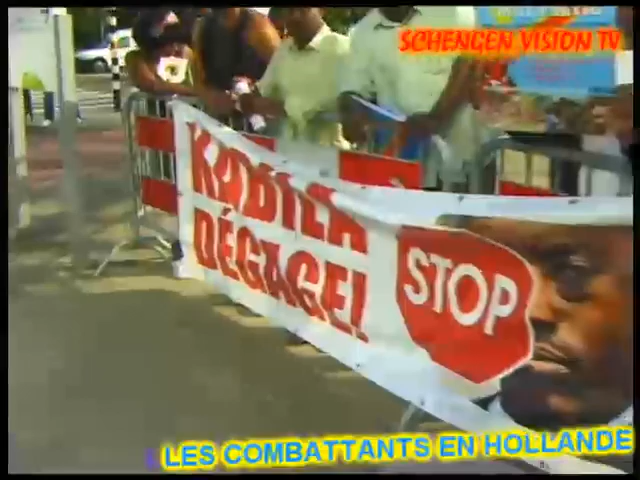 SCHENGEN VISION TV
KABILA
DÉGAGE!
STOP
LES COMBATTANTS EN HOLLANDE